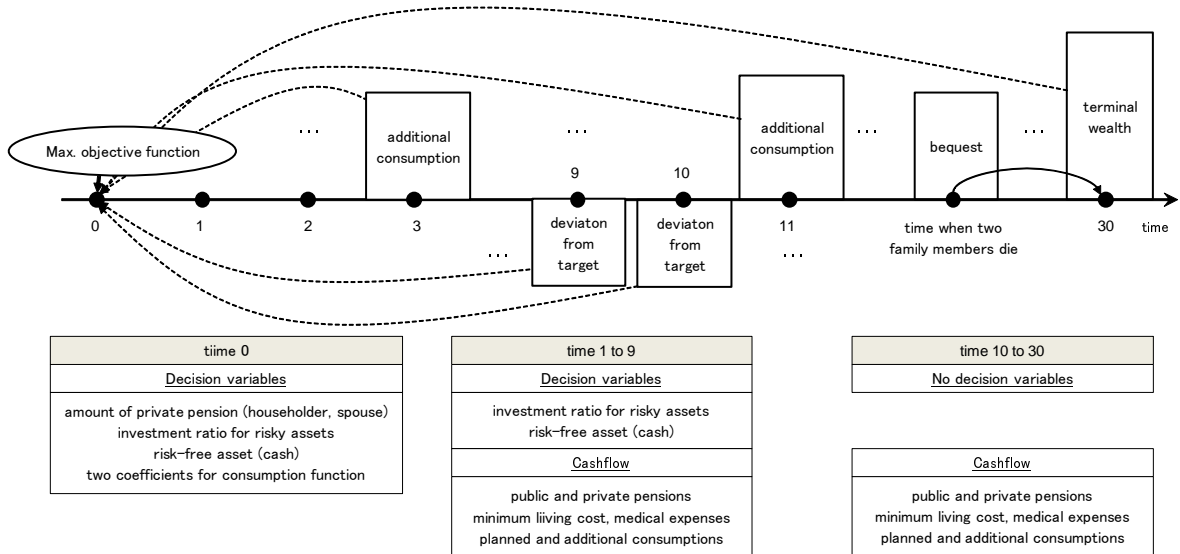 terminal
wealth
additional
consumption
Max. objective function
…
additional
consumption
…
…
bequest
…
9
10
0
1
2
3
deviaton
from
target
deviation
from
target
11
time when two
family members die
30
time
…
…
tiime 0
Decision variables
amount of private pension (householder, spouse)
investment ratio for risky assets
risk-free asset (cash)
two coefficients for consumption function
time 1 to 9
Decision variables
investment ratio for risky assets
risk-free asset (cash)
Cashflow
public and private pensions
minimum liiving cost, medical expenses
planned and additional consumptions
time 10 to 30
No decision variables
Cashflow
public and private pensions
minimum living cost, medical expenses
planned and additional consumptions